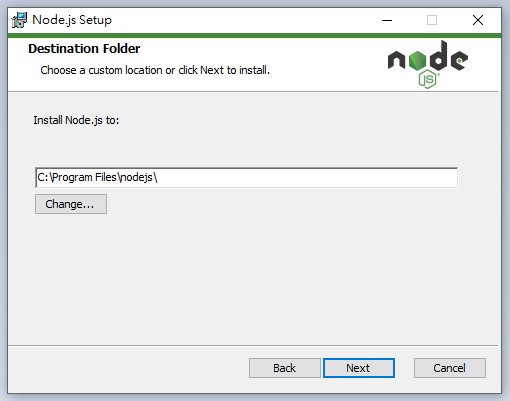 Node.js Setup
Destination Folder
Choose a custom location or click Next to install.
node
JS
Install Node.js to:
C:\Program Files\nodejs\
Change...
Back
Next
Cancel